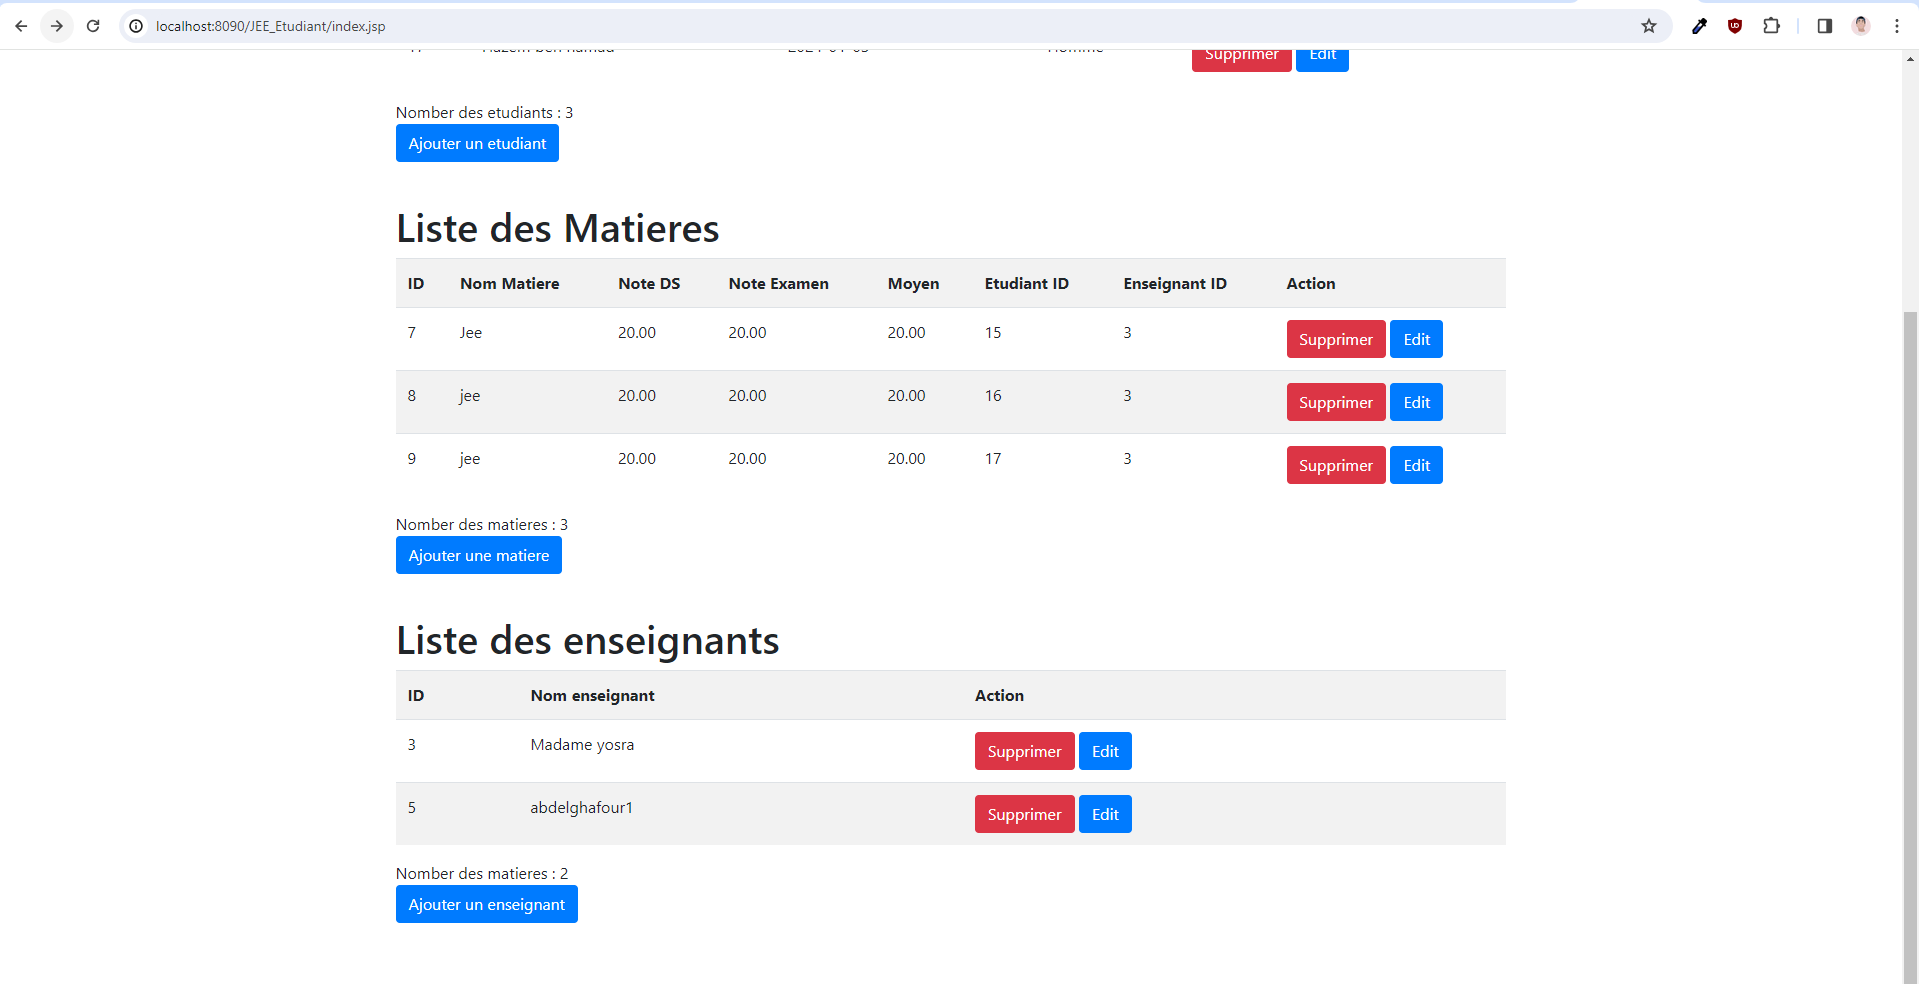 localhost:8090/JEE_Etudiant/index.jsp
Supprimer Edit
Nomber des etudiants : 3
Ajouter un etudiant
Liste des Matieres
ID Nom Matiere Note DS Note Examen Moyen Etudiant ID Enseignant ID Action
7 Jee 20.00 20.00 20.00 15 3 Supprimer Edit
8 jee 20.00 20.00 20.00 16 3 Supprimer Edit
9 jee 20.00 20.00 20.00 17 3 Supprimer Edit
Nomber des matieres : 3
Ajouter une matiere
Liste des enseignants
ID Nom enseignant Action
3 Madame yosra Supprimer Edit
5 abdelghafour1 Supprimer Edit
Nomber des matieres : 2
Ajouter un enseignant